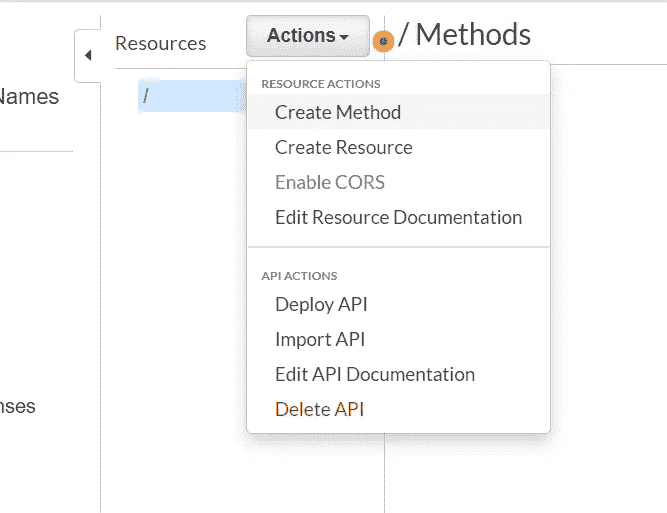 Resources
Actions
/ Methods
Names
/
RESOURCE ACTIONS
Create Method
Create Resource
Enable CORS
Edit Resource Documentation
API ACTIONS
Deploy API
Import API
Edit API Documentation
Delete API
nses